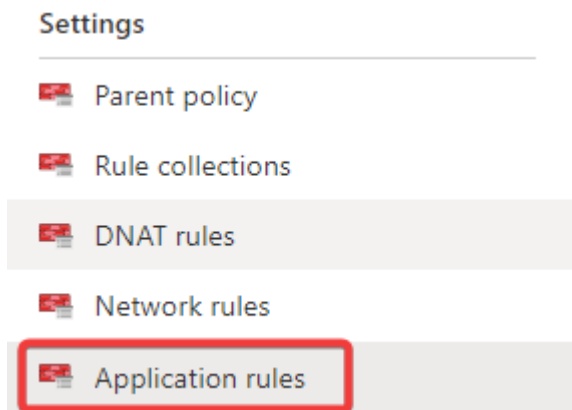 Settings
Parent policy
Rule collections
DNAT rules
Network rules
Application rules